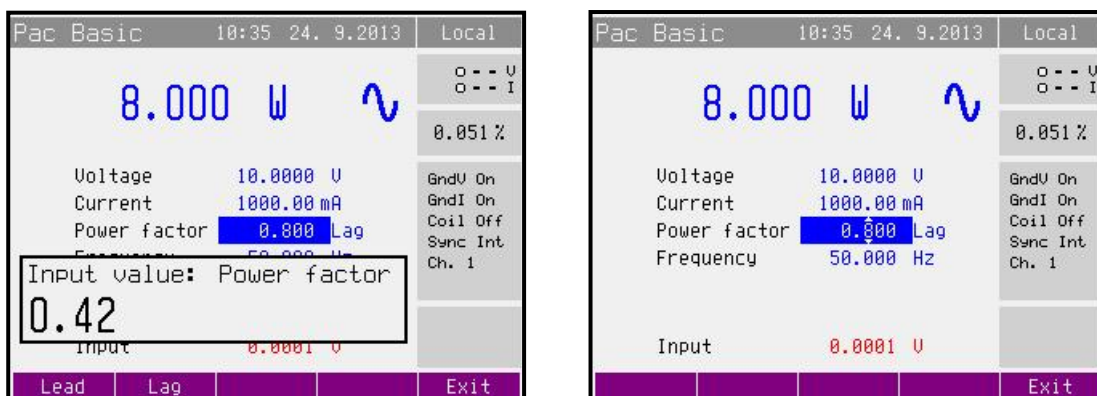 Pac Basic 10:35 24. 9.2013 Local
o--V
o--I
8.000 W
0.051%
Voltage 10.0000 V
Current 1000.00 mA
Power factor 0.800 Lag
GndV On
GndI On
Coil Off
Sync Int
Ch. 1
Input value: Power factor
0.42
Input 0.0001 V
Lead Lag Exit
Pac Basic 10:35 24. 9.2013 Local
o--V
o--I
8.000 W
0.051%
Voltage 10.0000 V
Current 1000.00 mA
Power factor 0.800 Lag
Frequency 50.000 Hz
GndV On
GndI On
Coil Off
Sync Int
Ch. 1
Input 0.0001 V
Exit